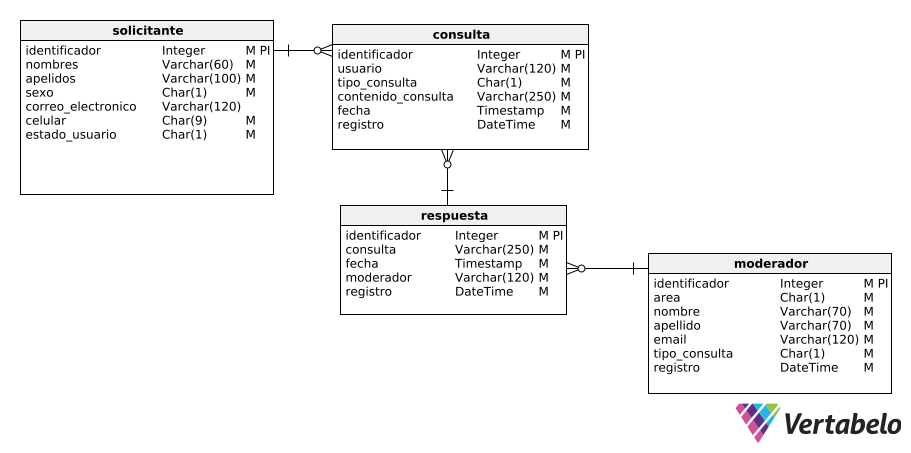 solicitante
identificador Integer M PI
nombres Varchar(60) M
apelidos Varchar(100) M
sexo Char(1) M
correo_electronico Varchar(120)
celular Char(9) M
estado_usuario Char(1) M
consulta
identificador Integer M PI
usuario Varchar(120) M
tipo_consulta Char(1) M
contenido_consulta Varchar(250) M
fecha Timestamp M
registro DateTime M
respuesta
identificador Integer M PI
consulta Varchar(250) M
fecha Timestamp M
moderador Varchar(120) M
registro DateTime M
moderador
identificador Integer M PI
area Char(1) M
nombre Varchar(70) M
apellido Varchar(70) M
email Varchar(120) M
tipo_consulta Char(1) M
registro DateTime M
Vertabelo